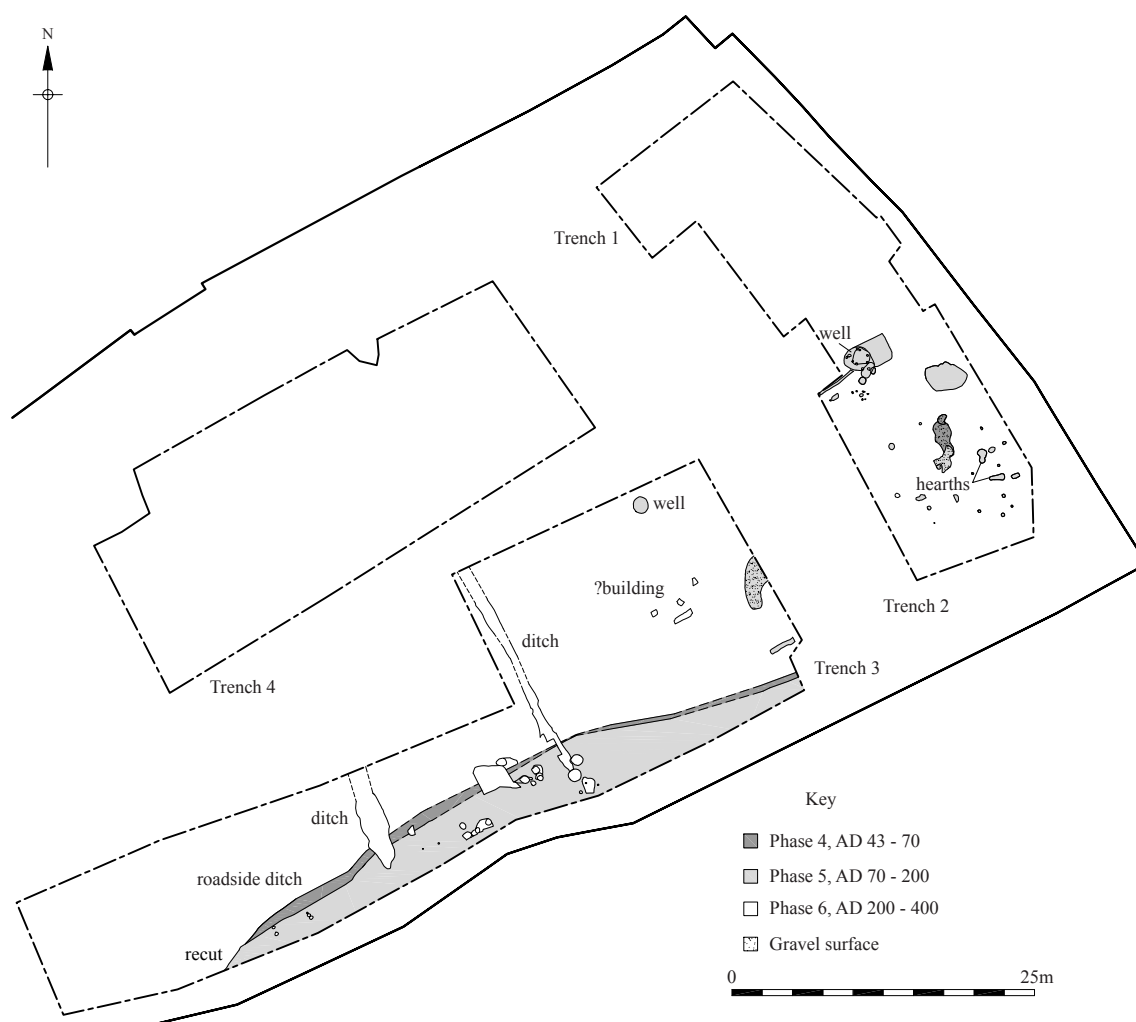 N
Trench 1
well
hearths
well
?building
Trench 2
ditch
Trench 3
Trench 4
ditch
roadside ditch
recut
Key
Phase 4, AD 43 - 70
Phase 5, AD 70 - 200
Phase 6, AD 200 - 400
Gravel surface
0 25m